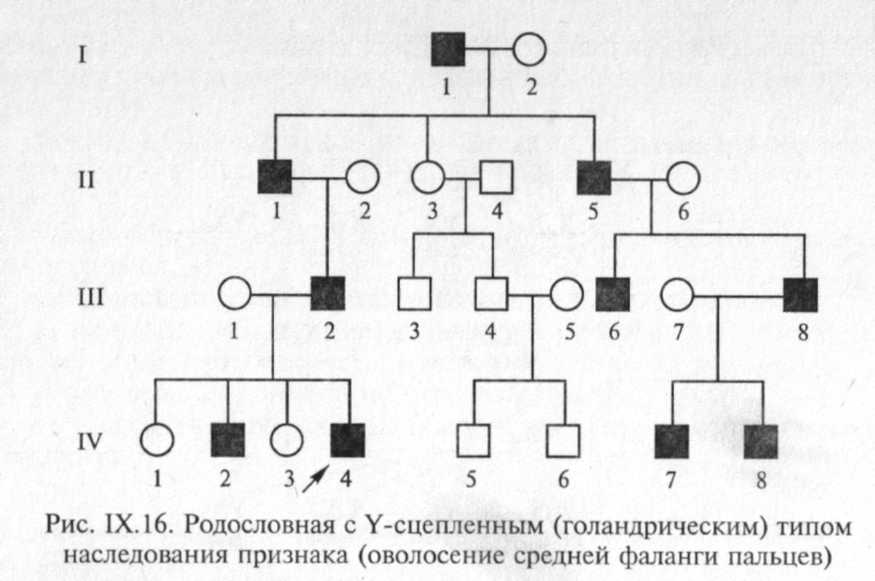 I
1 2
II
1 2 3 4 5 6
III
1 2 3 4 5 6 7 8
IV
1 2 3 4 5 6 7 8
Рис. IX.16. Родословная с Y-сцепленным (голандрическим) типом
наследования признака (оволосение средней фаланги пальцев)